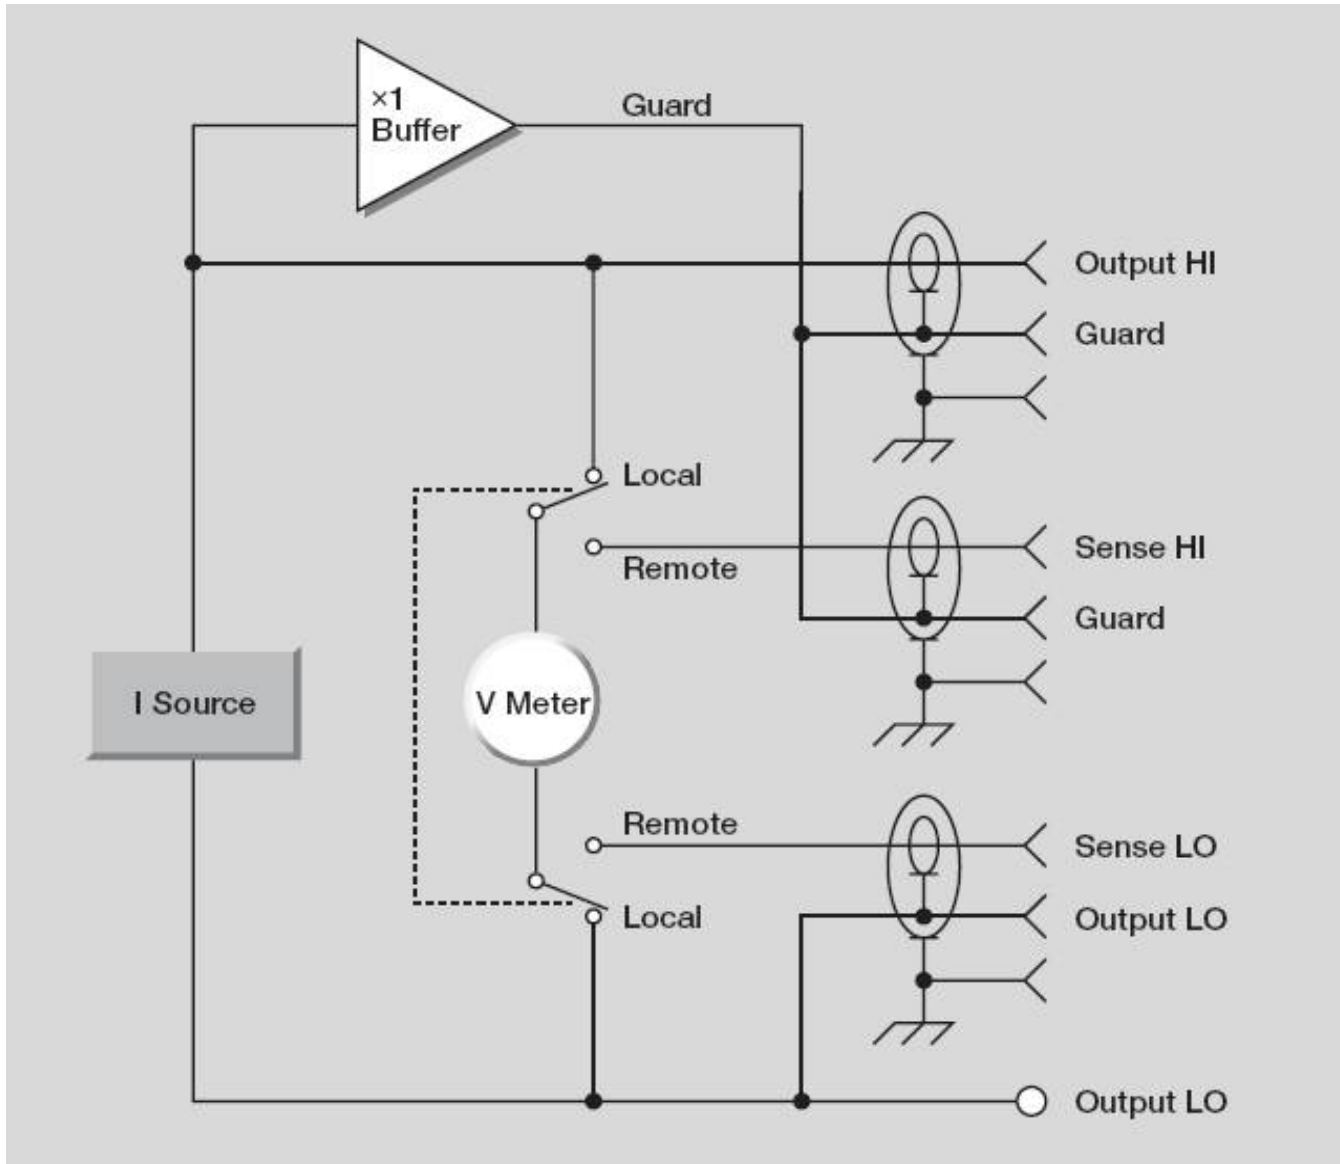 ×1
Buffer
Guard
Output HI
Guard
Local
Remote
Sense HI
Guard
I Source
V Meter
Remote
Sense LO
Local
Output LO
Output LO